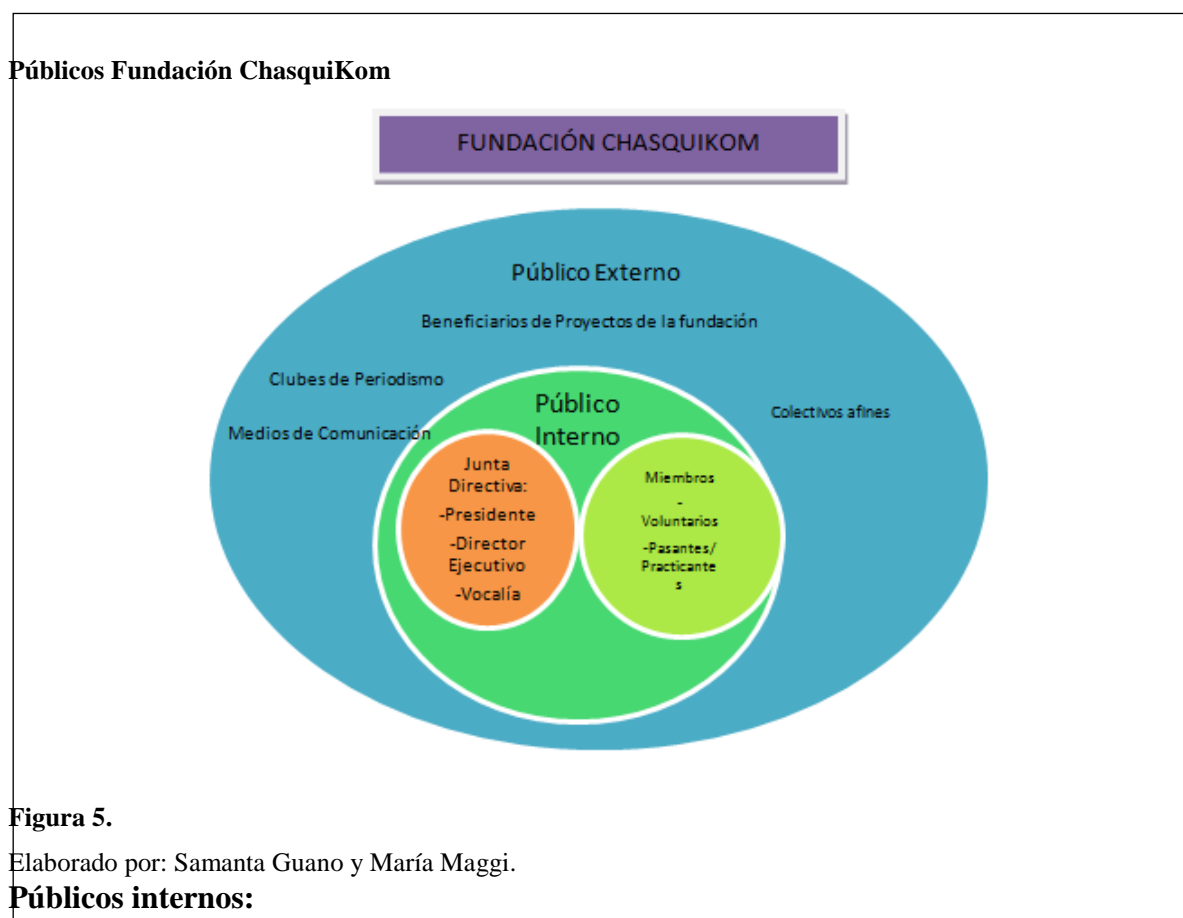 Públicos Fundación ChasquiKom
FUNDACIÓN CHASQUIKOM
Público Externo
Beneficiarios de Proyectos de la fundación
Clubes de Periodismo
Medios de Comunicación
Colectivos afines
Público
Interno
Junta
Directiva:
-Presidente
-Director
Ejecutivo
-Vocalía
Miembros
-
Voluntarios
-Pasantes/
Practicante
s
Figura 5.
Elaborado por: Samanta Guano y María Maggi.
Públicos internos: